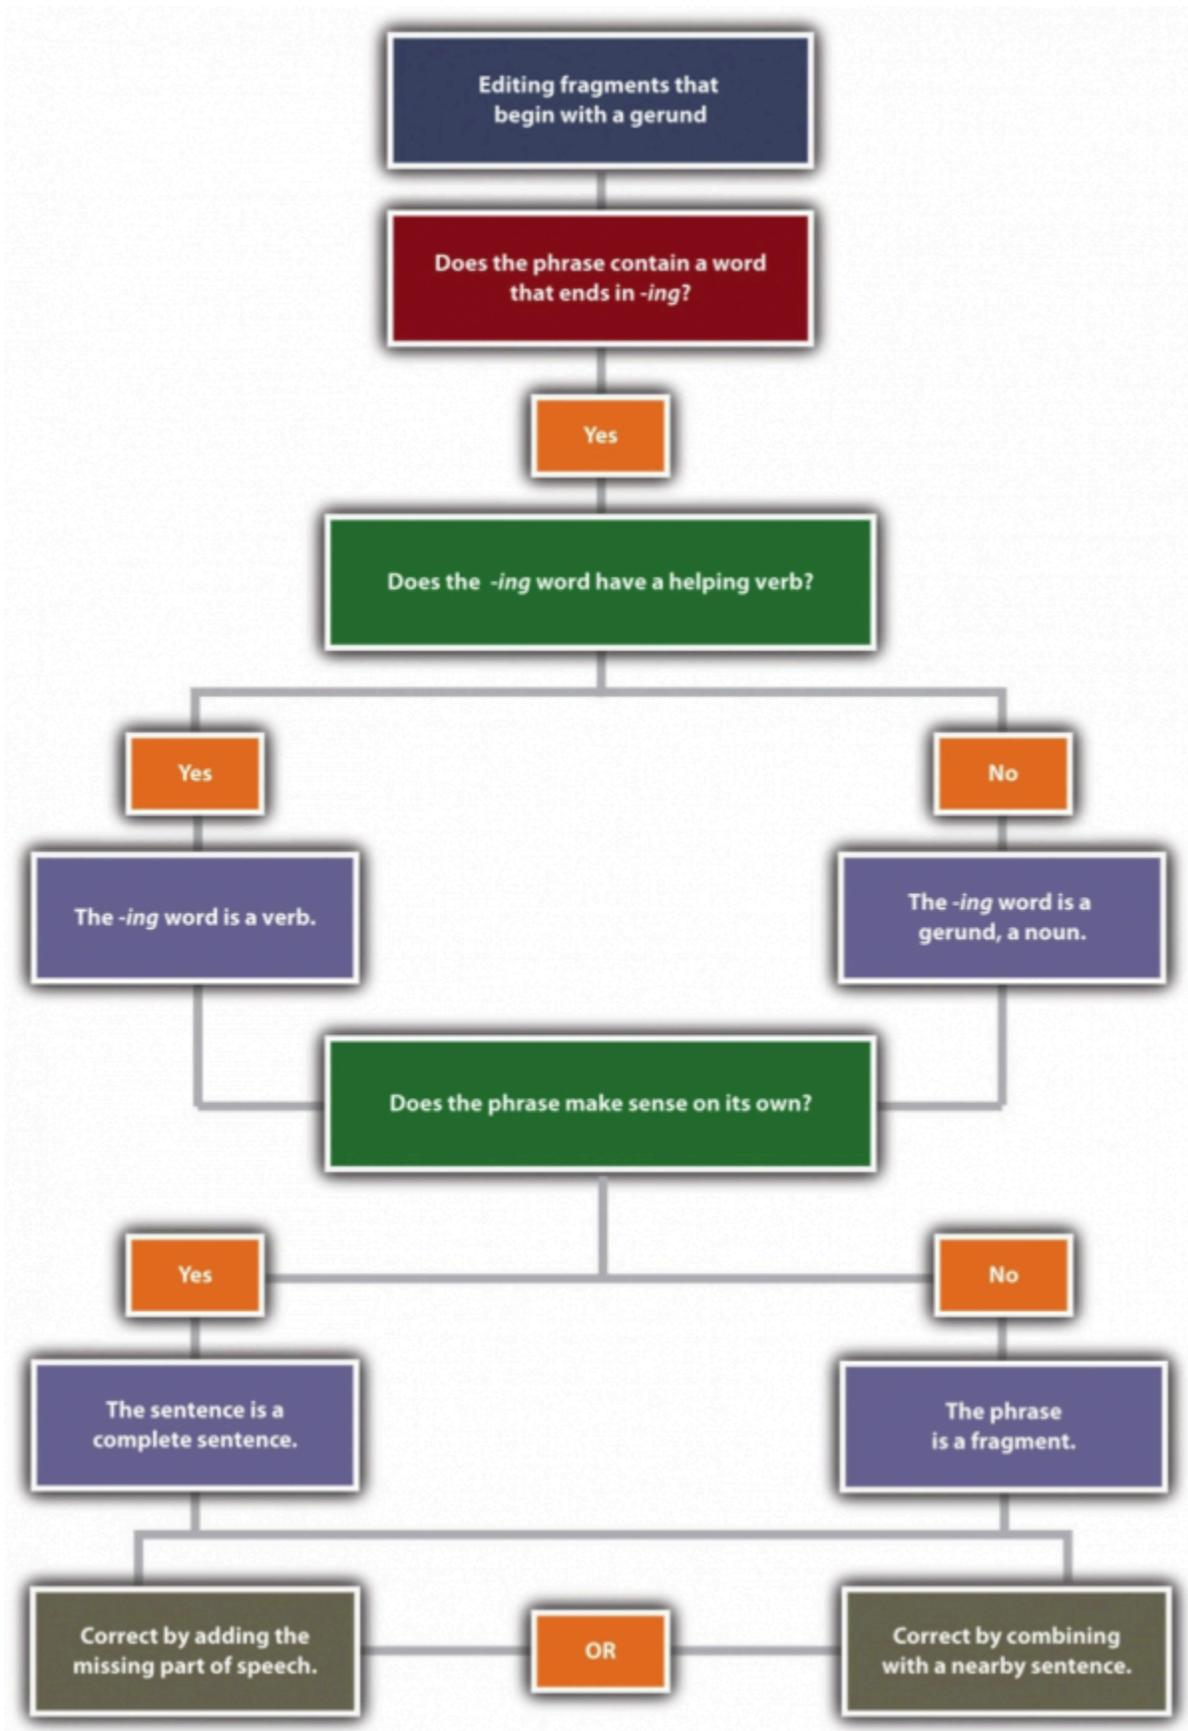 Editing fragments that
begin with a gerund
Does the phrase contain a word
that ends in -ing?
Yes
Does the -ing word have a helping verb?
Yes
No
The -ing word is a verb.
The -ing word is a
gerund, a noun.
Does the phrase make sense on its own?
Yes
No
The sentence is a
complete sentence.
The phrase
is a fragment.
Correct by adding the
missing part of speech.
OR
Correct by combining
with a nearby sentence.